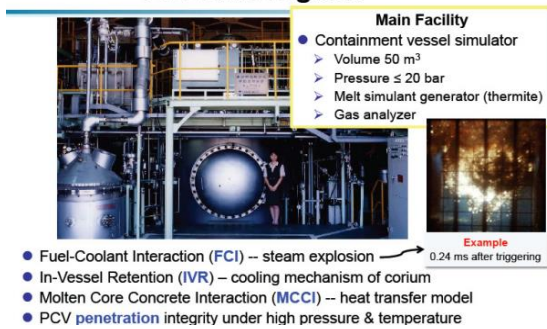 Main Facility
● Containment vessel simulator
➢ Volume 50 m³
➢ Pressure ≤ 20 bar
➢ Melt simulant generator (thermite)
➢ Gas analyzer
Example
0.24 ms after triggering
● Fuel-Coolant Interaction (FCI) -- steam explosion
● In-Vessel Retention (IVR) – cooling mechanism of corium
● Molten Core Concrete Interaction (MCCI) -- heat transfer model
● PCV penetration integrity under high pressure & temperature